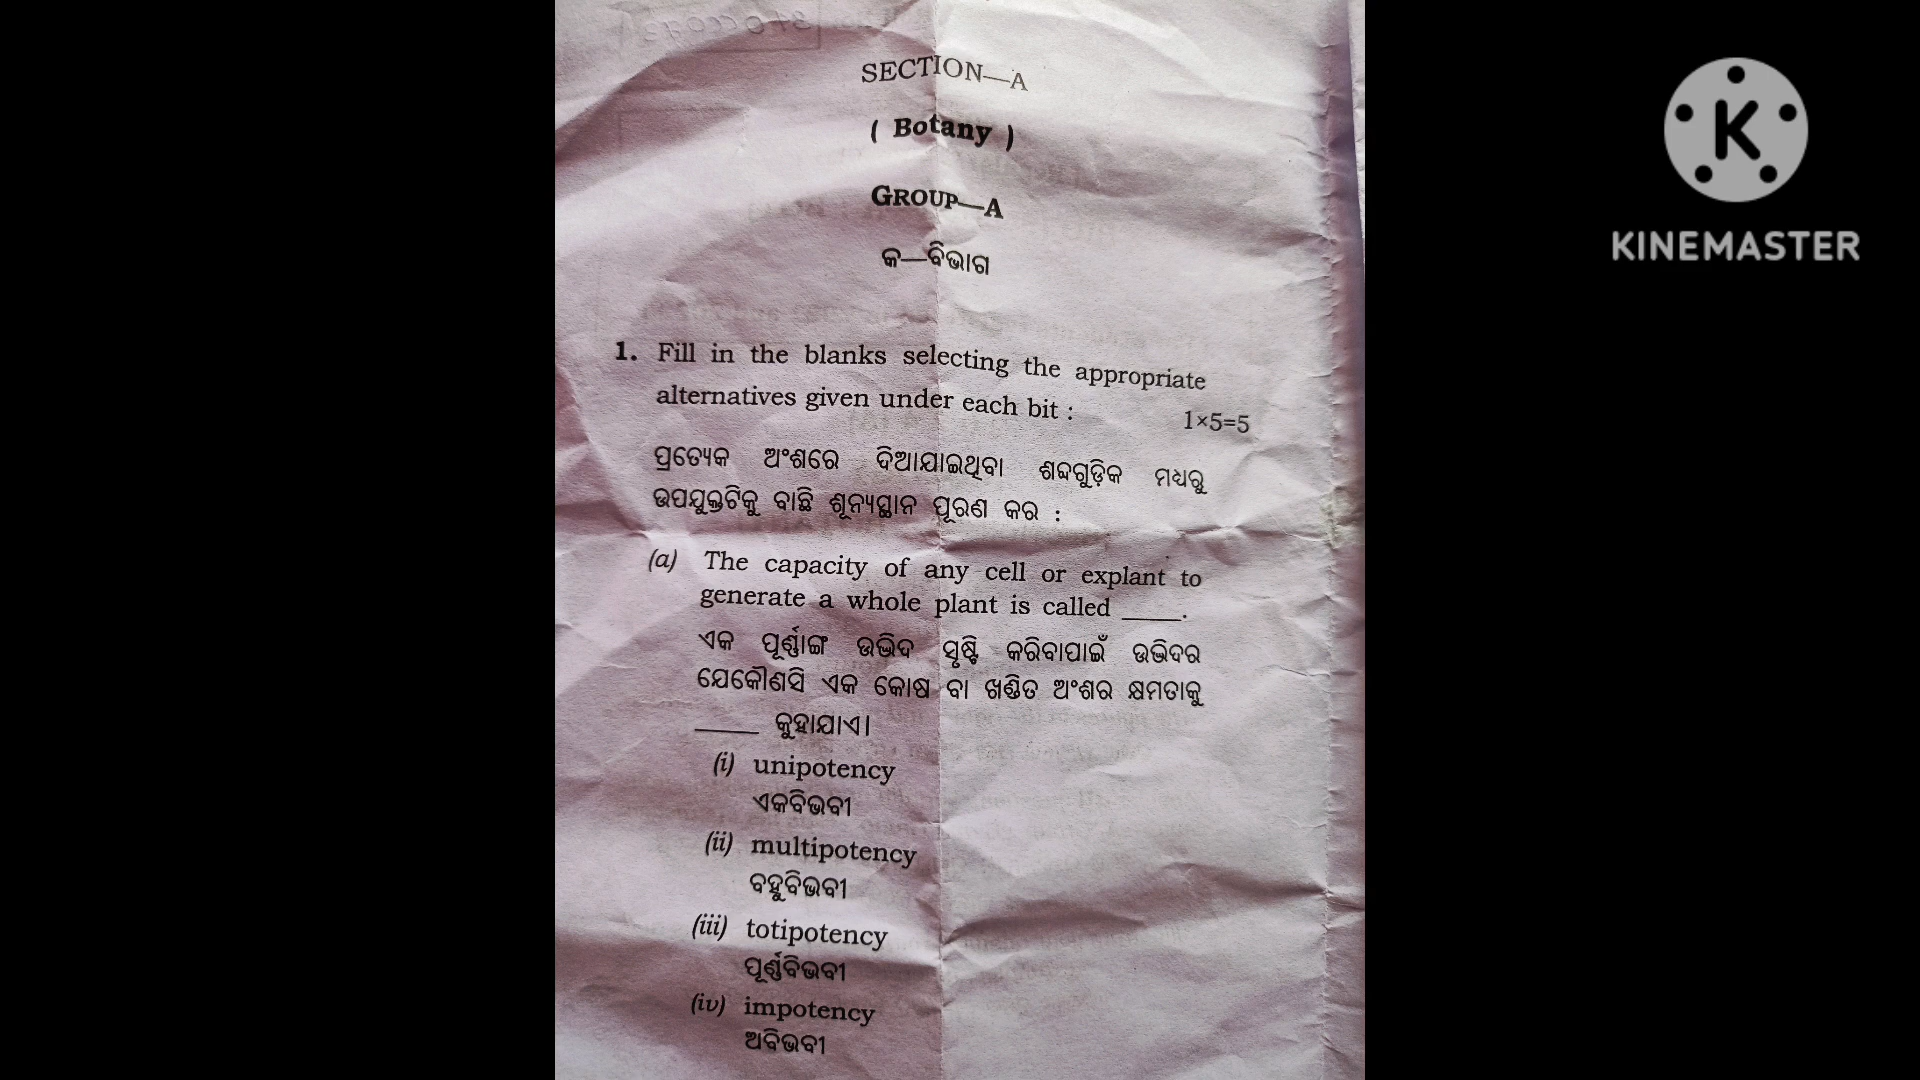 SECTION—A
( Botany )
GROUP—A
କ—ବିଭାଗ
1. Fill in the blanks selecting the appropriate
alternatives given under each bit : 1×5=5
ପ୍ରତ୍ୟେକ ଅଂଶରେ ଦିଆଯାଇଥିବା ଶବ୍ଦଗୁଡ଼ିକ ମଧ୍ୟରୁ
ଉପଯୁକ୍ତଟିକୁ ବାଛି ଶୂନ୍ୟସ୍ଥାନ ପୂରଣ କର :
(a) The capacity of any cell or explant to
generate a whole plant is called ____.
ଏକ ପୂର୍ଣ୍ଣାଙ୍ଗ ଉଦ୍ଭିଦ ସୃଷ୍ଟି କରିବାପାଇଁ ଉଦ୍ଭିଦର
ଯେକୌଣସି ଏକ କୋଷ ବା ଖଣ୍ଡିତ ଅଂଶର କ୍ଷମତାକୁ
____ କୁହାଯାଏ।
(i) unipotency
ଏକବିଭବୀ
(ii) multipotency
ବହୁବିଭବୀ
(iii) totipotency
ପୂର୍ଣ୍ଣବିଭବୀ
(iv) impotency
ଅବିଭବୀ
KINEMASTER